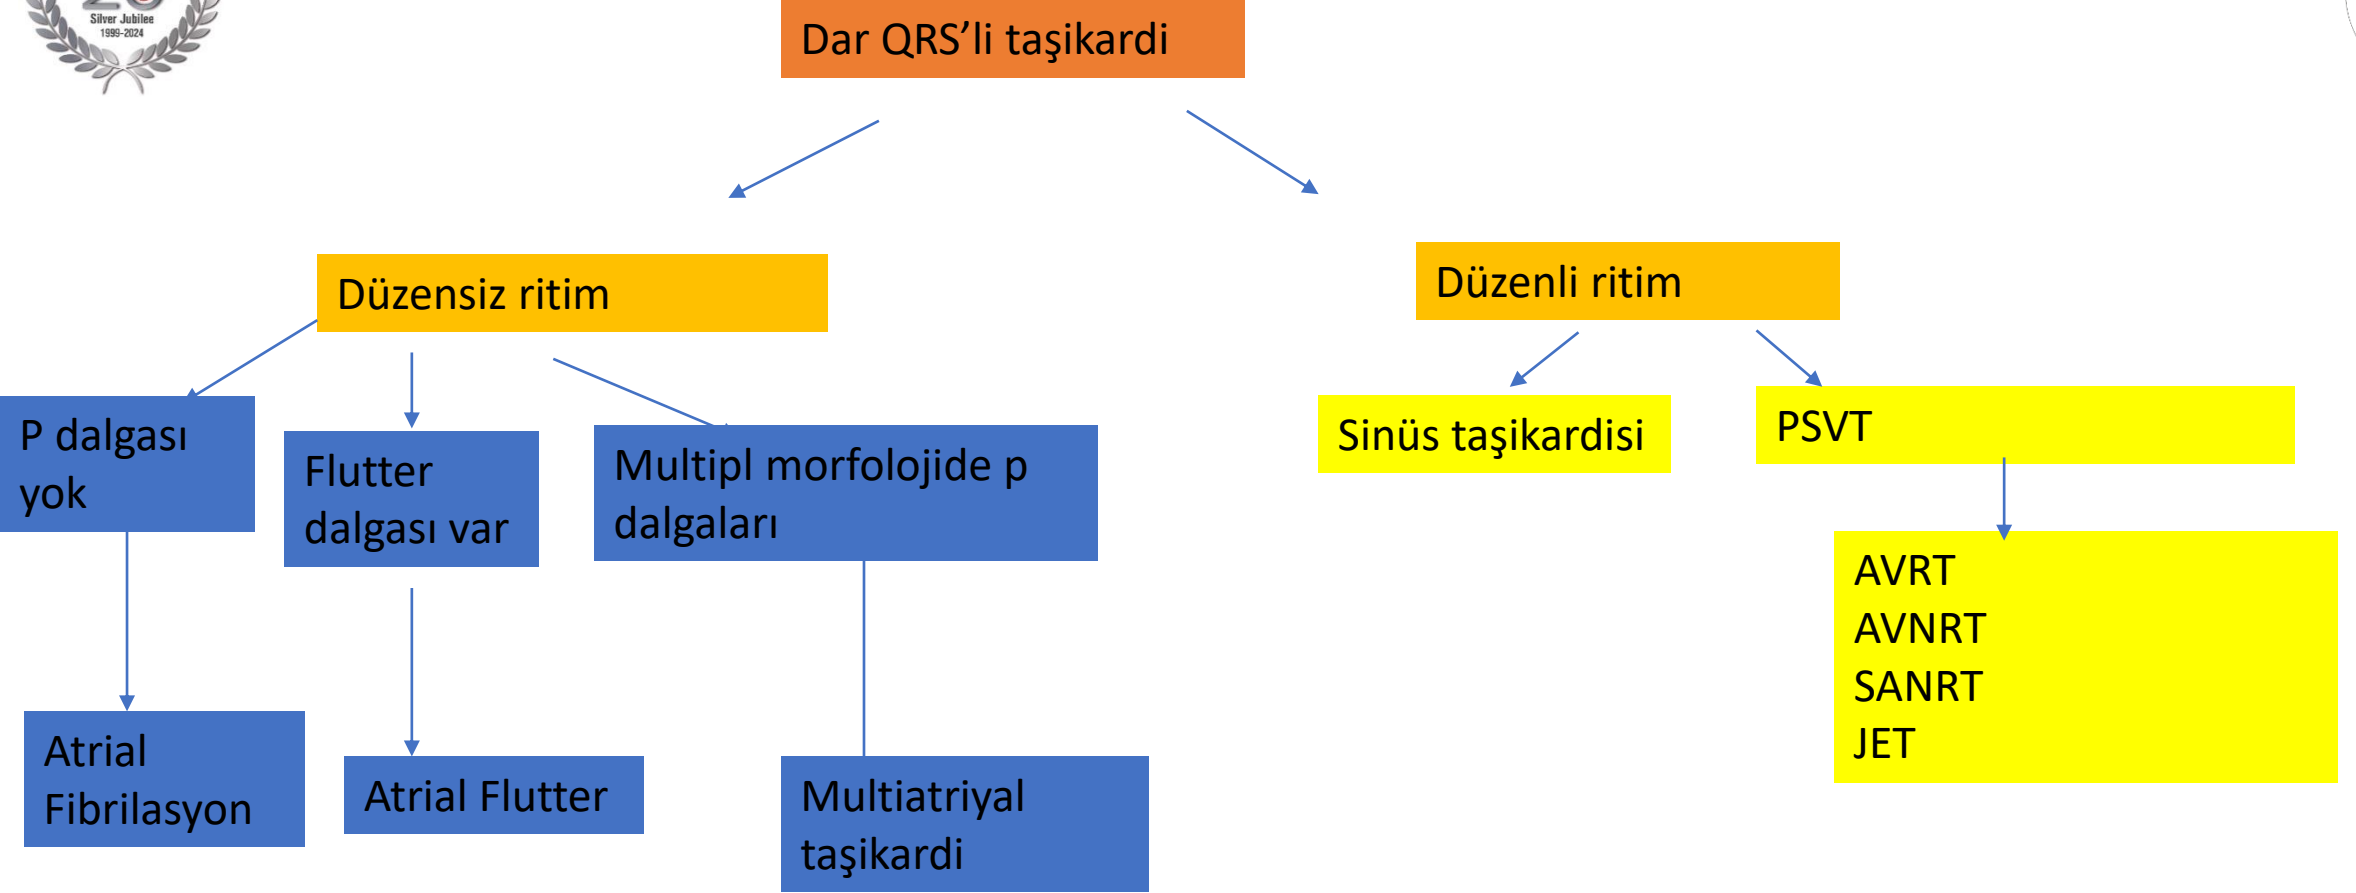 Silver Jubilee
1999-2024
Dar QRS’li taşikardi
Düzensiz ritim
Düzenli ritim
P dalgası
yok
Flutter
dalgası var
Multipl morfolojide p
dalgaları
Sinüs taşikardisi
PSVT
Atrial
Fibrilasyon
Atrial Flutter
Multiatriyal
taşikardi
AVRT
AVNRT
SANRT
JET